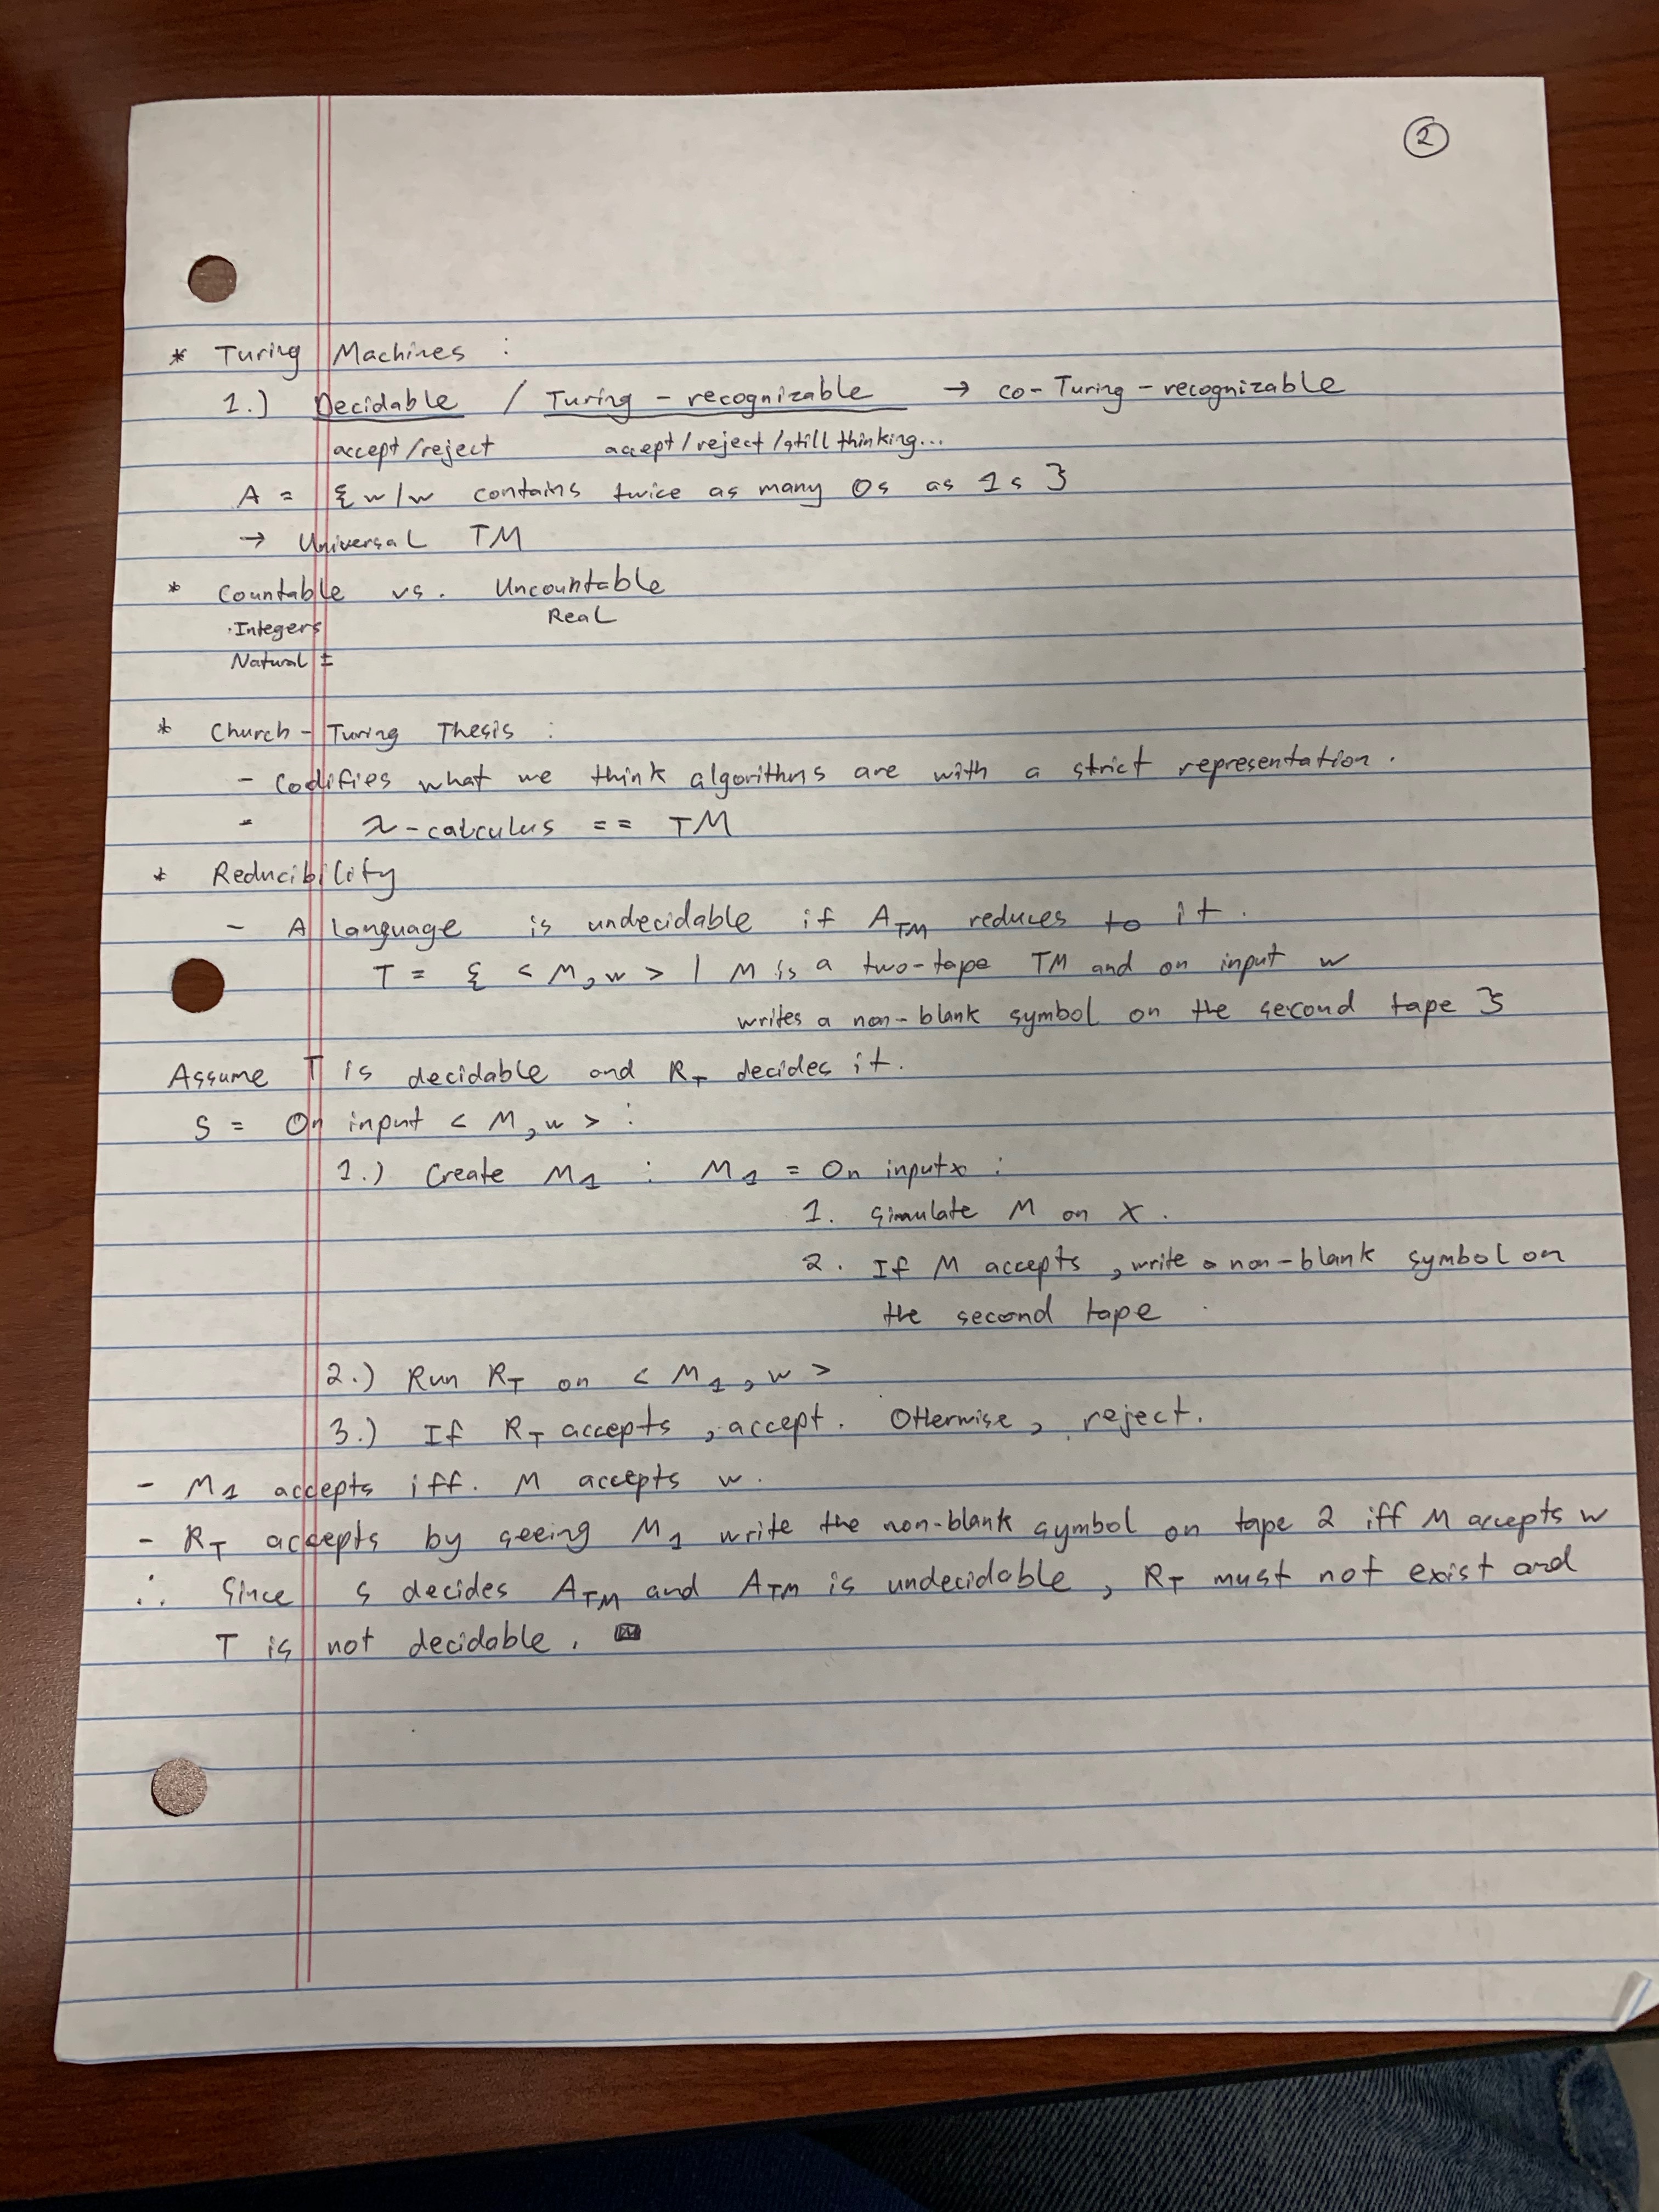 2
* Turing Machines :
1.) Decidable / Turing-recognizable → co-Turing-recognizable
accept/reject accept/reject/still thinking...
A = { w | w contains twice as many 0s as 1s }
→ Universal TM
* Countable vs. Uncountable
· Integers Real
Natural #
* Church-Turing Thesis :
- Codifies what we think algorithms are with a strict representation.
- λ-calculus == TM
* Reducibility
- A language is undecidable if A_TM reduces to it.
T = { < M, w > | M is a two-tape TM and on input w
writes a non-blank symbol on the second tape }
Assume T is decidable and R_T decides it.
S = On input < M, w > :
1.) Create M_1 : M_1 = On input x :
1. Simulate M on x.
2. If M accepts, write a non-blank symbol on
the second tape.
2.) Run R_T on < M_1, w >
3.) If R_T accepts, accept. Otherwise, reject.
- M_1 accepts iff. M accepts w.
- R_T accepts by seeing M_1 write the non-blank symbol on tape 2 iff M accepts w
∴ Since S decides A_TM and A_TM is undecidable, R_T must not exist and
T is not decidable.